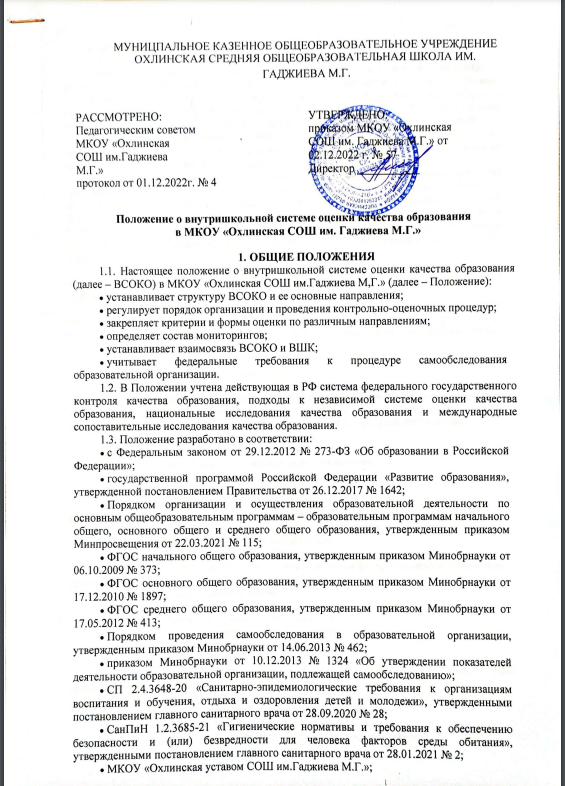 МУНИЦПАЛЬНОЕ КАЗЕННОЕ ОБЩЕОБРАЗОВАТЕЛЬНОЕ УЧРЕЖДЕНИЕ
ОХЛИНСКАЯ СРЕДНЯЯ ОБЩЕОБРАЗОВАТЕЛЬНАЯ ШКОЛА ИМ.
ГАДЖИЕВА М.Г.
РАССМОТРЕНО:
Педагогическим советом
МКОУ «Охлинская
СОШ им.Гаджиева
М.Г.»
протокол от 01.12.2022г. № 4
УТВЕРЖДЕНО:
приказом МКОУ «Охлинская
СОШ им. Гаджиева М.Г.» от
02.12.2022 г. № 57
Директор
Положение о внутришкольной системе оценки качества образования
в МКОУ «Охлинская СОШ им. Гаджиева М.Г.»
1. ОБЩИЕ ПОЛОЖЕНИЯ
1.1. Настоящее положение о внутришкольной системе оценки качества образования
(далее – ВСОКО) в МКОУ «Охлинская СОШ им.Гаджиева М,Г.» (далее – Положение):
• устанавливает структуру ВСОКО и ее основные направления;
• регулирует порядок организации и проведения контрольно-оценочных процедур;
• закрепляет критерии и формы оценки по различным направлениям;
• определяет состав мониторингов;
• устанавливает взаимосвязь ВСОКО и ВШК;
• учитывает федеральные требования к процедуре самообследования
образовательной организации.
1.2. В Положении учтена действующая в РФ система федерального государственного
контроля качества образования, подходы к независимой системе оценки качества
образования, национальные исследования качества образования и международные
сопоставительные исследования качества образования.
1.3. Положение разработано в соответствии:
• с Федеральным законом от 29.12.2012 № 273-ФЗ «Об образовании в Российской
Федерации»;
• государственной программой Российской Федерации «Развитие образования»,
утвержденной постановлением Правительства от 26.12.2017 № 1642;
• Порядком организации и осуществления образовательной деятельности по
основным общеобразовательным программам – образовательным программам начального
общего, основного общего и среднего общего образования, утвержденным приказом
Минпросвещения от 22.03.2021 № 115;
• ФГОС начального общего образования, утвержденным приказом Минобрнауки от
06.10.2009 № 373;
• ФГОС основного общего образования, утвержденным приказом Минобрнауки от
17.12.2010 № 1897;
• ФГОС среднего общего образования, утвержденным приказом Минобрнауки от
17.05.2012 № 413;
• Порядком проведения самообследования в образовательной организации,
утвержденным приказом Минобрнауки от 14.06.2013 № 462;
• приказом Минобрнауки от 10.12.2013 № 1324 «Об утверждении показателей
деятельности образовательной организации, подлежащей самообследованию»;
• СП 2.4.3648-20 «Санитарно-эпидемиологические требования к организациям
воспитания и обучения, отдыха и оздоровления детей и молодежи», утвержденными
постановлением главного санитарного врача от 28.09.2020 № 28;
• СанПиН 1.2.3685-21 «Гигиенические нормативы и требования к обеспечению
безопасности и (или) безвредности для человека факторов среды обитания»,
утвержденными постановлением главного санитарного врача от 28.01.2021 № 2;
• МКОУ «Охлинская уставом СОШ им.Гаджиева М.Г.»;